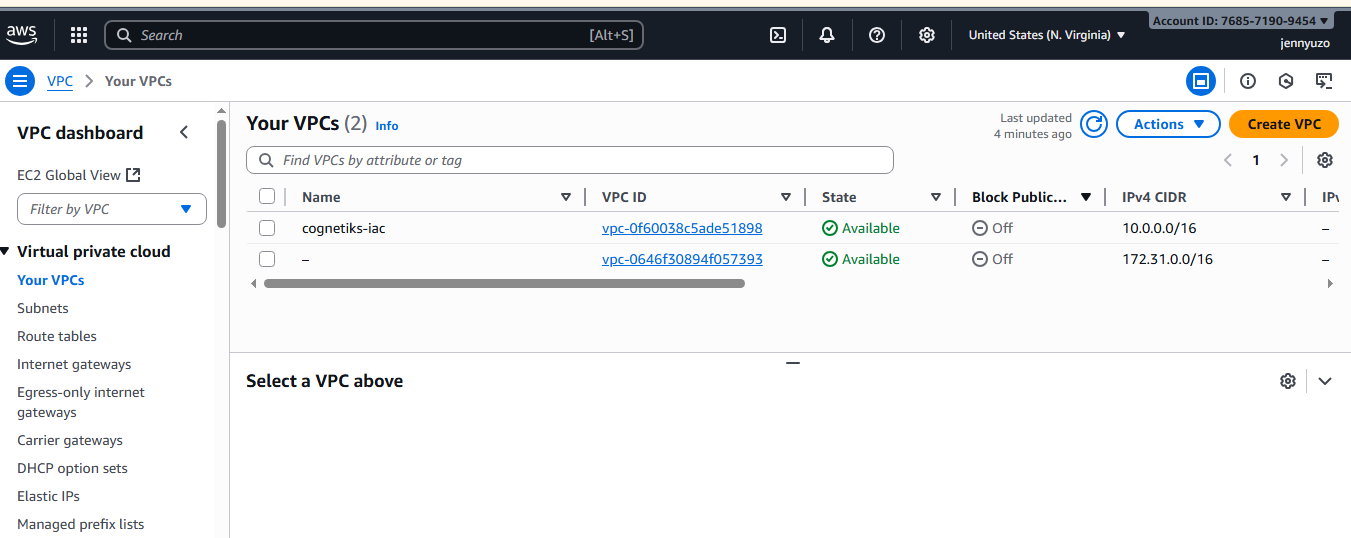 aws
Search
[Alt+S]
United States (N. Virginia)
Account ID: 7685-7190-9454
jennyuzo
VPC
Your VPCs
VPC dashboard
EC2 Global View
Filter by VPC
Virtual private cloud
Your VPCs
Subnets
Route tables
Internet gateways
Egress-only internet
gateways
Carrier gateways
DHCP option sets
Elastic IPs
Managed prefix lists
Your VPCs (2) Info
Last updated
4 minutes ago
Actions
Create VPC
Find VPCs by attribute or tag
1
Name VPC ID State Block Public... IPv4 CIDR IPv
cognetiks-iac vpc-0f60038c5ade51898 Available Off 10.0.0.0/16 –
– vpc-0646f30894f057393 Available Off 172.31.0.0/16 –
Select a VPC above